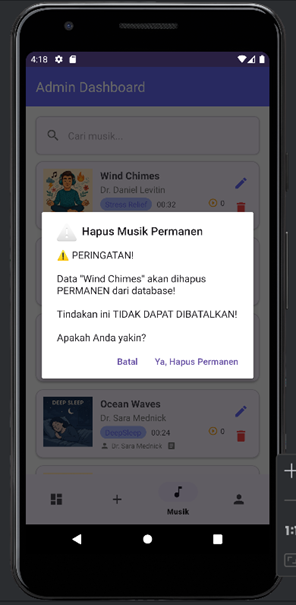 4:18
Admin Dashboard
Cari musik...
Wind Chimes
Dr. Daniel Levitin
Stress Relief 00:32 0
Hapus Musik Permanen
⚠️ PERINGATAN!
Data "Wind Chimes" akan dihapus
PERMANEN dari database!
Tindakan ini TIDAK DAPAT DIBATALKAN!
Apakah Anda yakin?
Batal Ya, Hapus Permanen
DEEP SLEEP
Ocean Waves
Dr. Sara Mednick
DeepSleep 00:24 0
Dr. Sara Mednick
Musik
1:1